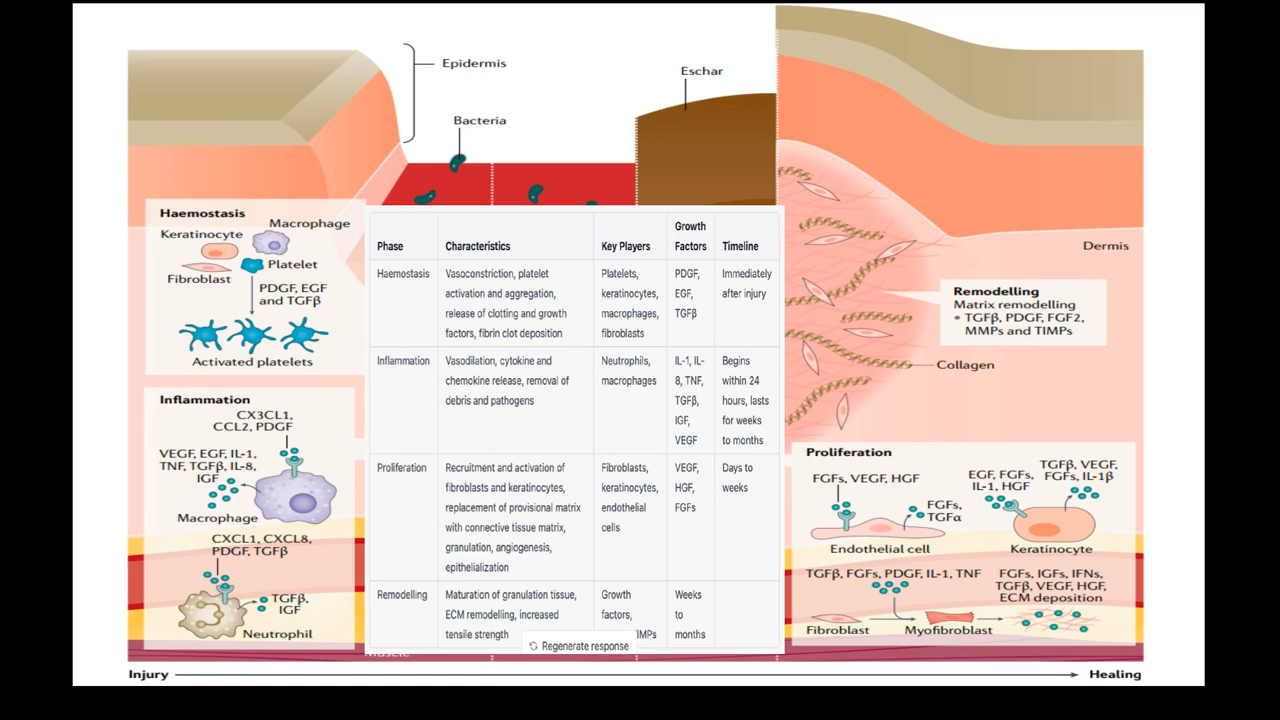 Epidermis
Eschar
Bacteria
Haemostasis
Macrophage
Keratinocyte
Platelet
Fibroblast
PDGF, EGF
and TGFβ
Activated platelets
Inflammation
CX3CL1,
CCL2, PDGF
VEGF, EGF, IL-1,
TNF, TGFβ, IL-8,
IGF
Macrophage
CXCL1, CXCL8,
PDGF, TGFβ
TGFβ,
IGF
Neutrophil
Growth
Phase Characteristics Key Players Factors Timeline
Haemostasis Vasoconstriction, platelet Platelets, PDGF, Immediately
activation and aggregation, keratinocytes, EGF, after injury
release of clotting and growth macrophages, TGFβ
factors, fibrin clot deposition fibroblasts
Inflammation Vasodilation, cytokine and Neutrophils, IL-1, IL- Begins
chemokine release, removal of macrophages 8, TNF, within 24
debris and pathogens TGFβ, hours, lasts
IGF, for weeks
VEGF to months
Proliferation Recruitment and activation of Fibroblasts, VEGF, Days to
fibroblasts and keratinocytes, keratinocytes, HGF, weeks
replacement of provisional matrix endothelial FGFs
with connective tissue matrix, cells
granulation, angiogenesis,
epithelialization
Remodelling Maturation of granulation tissue, Growth Weeks
ECM remodelling, increased factors, to
tensile strength months
Regenerate response
Dermis
Remodelling
Matrix remodelling
* TGFβ, PDGF, FGF2,
MMPs and TIMPs
Collagen
Proliferation
FGFs, VEGF, HGF
FGFs,
TGFα
Endothelial cell
EGF, FGFs,
IL-1, HGF
TGFβ, VEGF,
FGFs, IL-1β
Keratinocyte
TGFβ, FGFs, PDGF, IL-1, TNF
FGFs, IGFs, IFNs,
TGFβ, VEGF, HGF,
ECM deposition
Fibroblast
Myofibroblast
Muscle
Injury
Healing